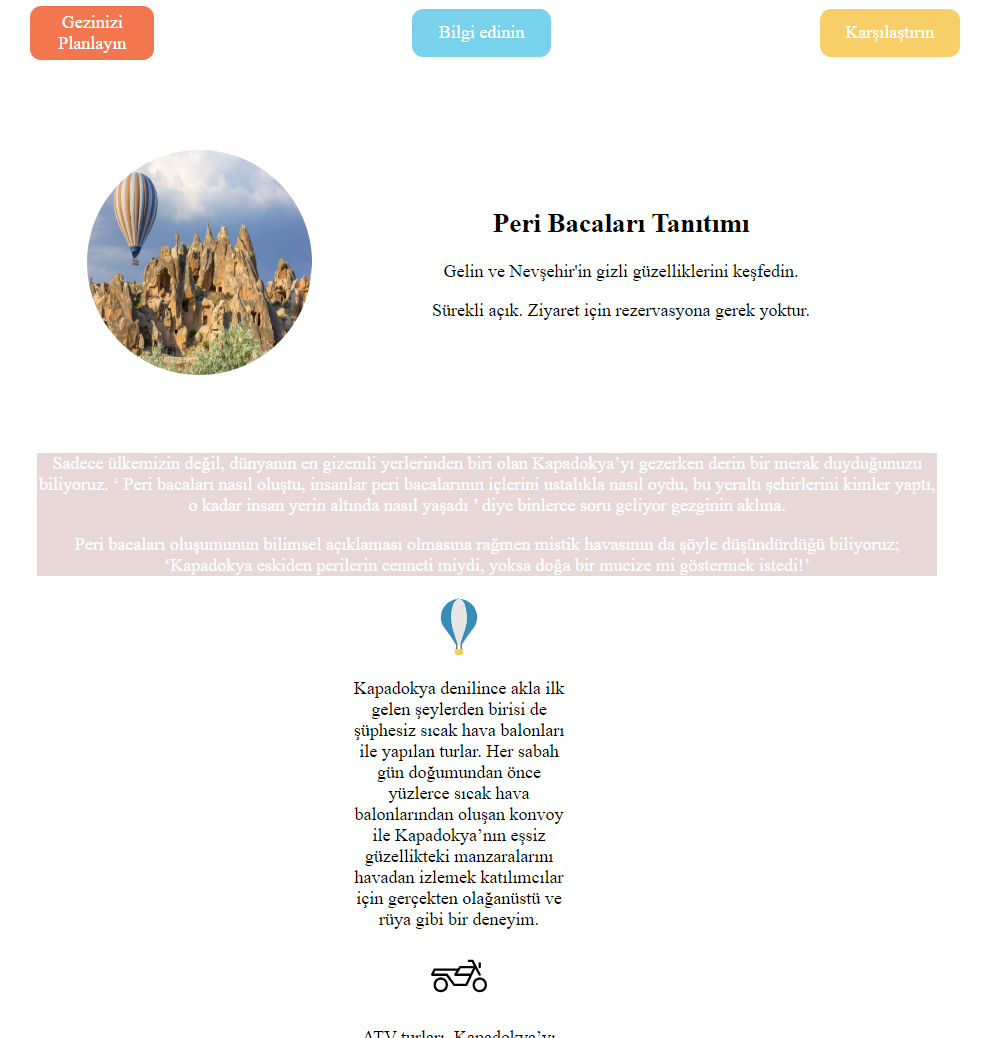 Gezinizi
Planlayın
Bilgi edinin
Karşılaştırın
Peri Bacaları Tanıtımı
Gelin ve Nevşehir'in gizli güzelliklerini keşfedin.
Sürekli açık. Ziyaret için rezervasyona gerek yoktur.
Sadece ülkemizin değil, dünyanın en gizemli yerlerinden biri olan Kapadokya’yı gezerken derin bir merak duyduğunuzu
biliyoruz. ‘ Peri bacaları nasıl oluştu, insanlar peri bacalarının içlerini ustalıkla nasıl oydu, bu yeraltı şehirlerini kimler yaptı,
o kadar insan yerin altında nasıl yaşadı ’ diye binlerce soru geliyor gezginin aklına.
Peri bacaları oluşumunun bilimsel açıklaması olmasına rağmen mistik havasının da şöyle düşündürdüğü biliyoruz;
‘Kapadokya eskiden perilerin cenneti miydi, yoksa doğa bir mucize mi göstermek istedi!’
Kapadokya denilince akla ilk
gelen şeylerden birisi de
şüphesiz sıcak hava balonları
ile yapılan turlar. Her sabah
gün doğumundan önce
yüzlerce sıcak hava
balonlarından oluşan konvoy
ile Kapadokya’nın eşsiz
güzellikteki manzaralarını
havadan izlemek katılımcılar
için gerçekten olağanüstü ve
rüya gibi bir deneyim.
ATV turları, Kapadokya’yı